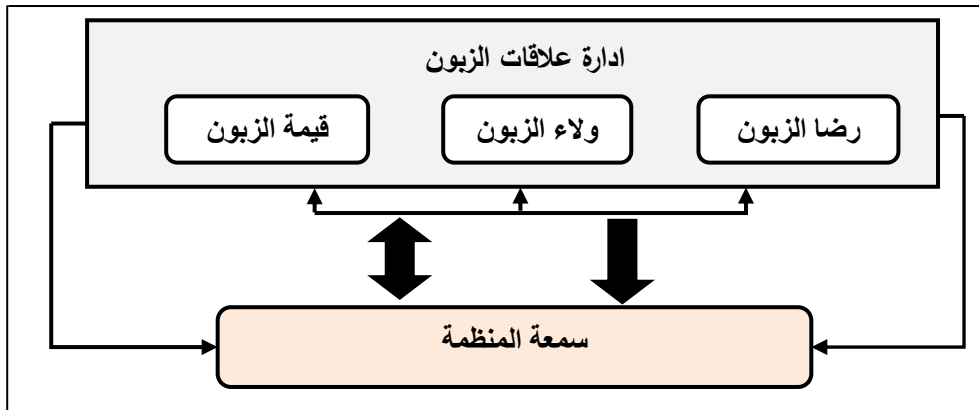 ادارة علاقات الزبون
رضا الزبون
ولاء الزبون
قيمة الزبون
سمعة المنظمة